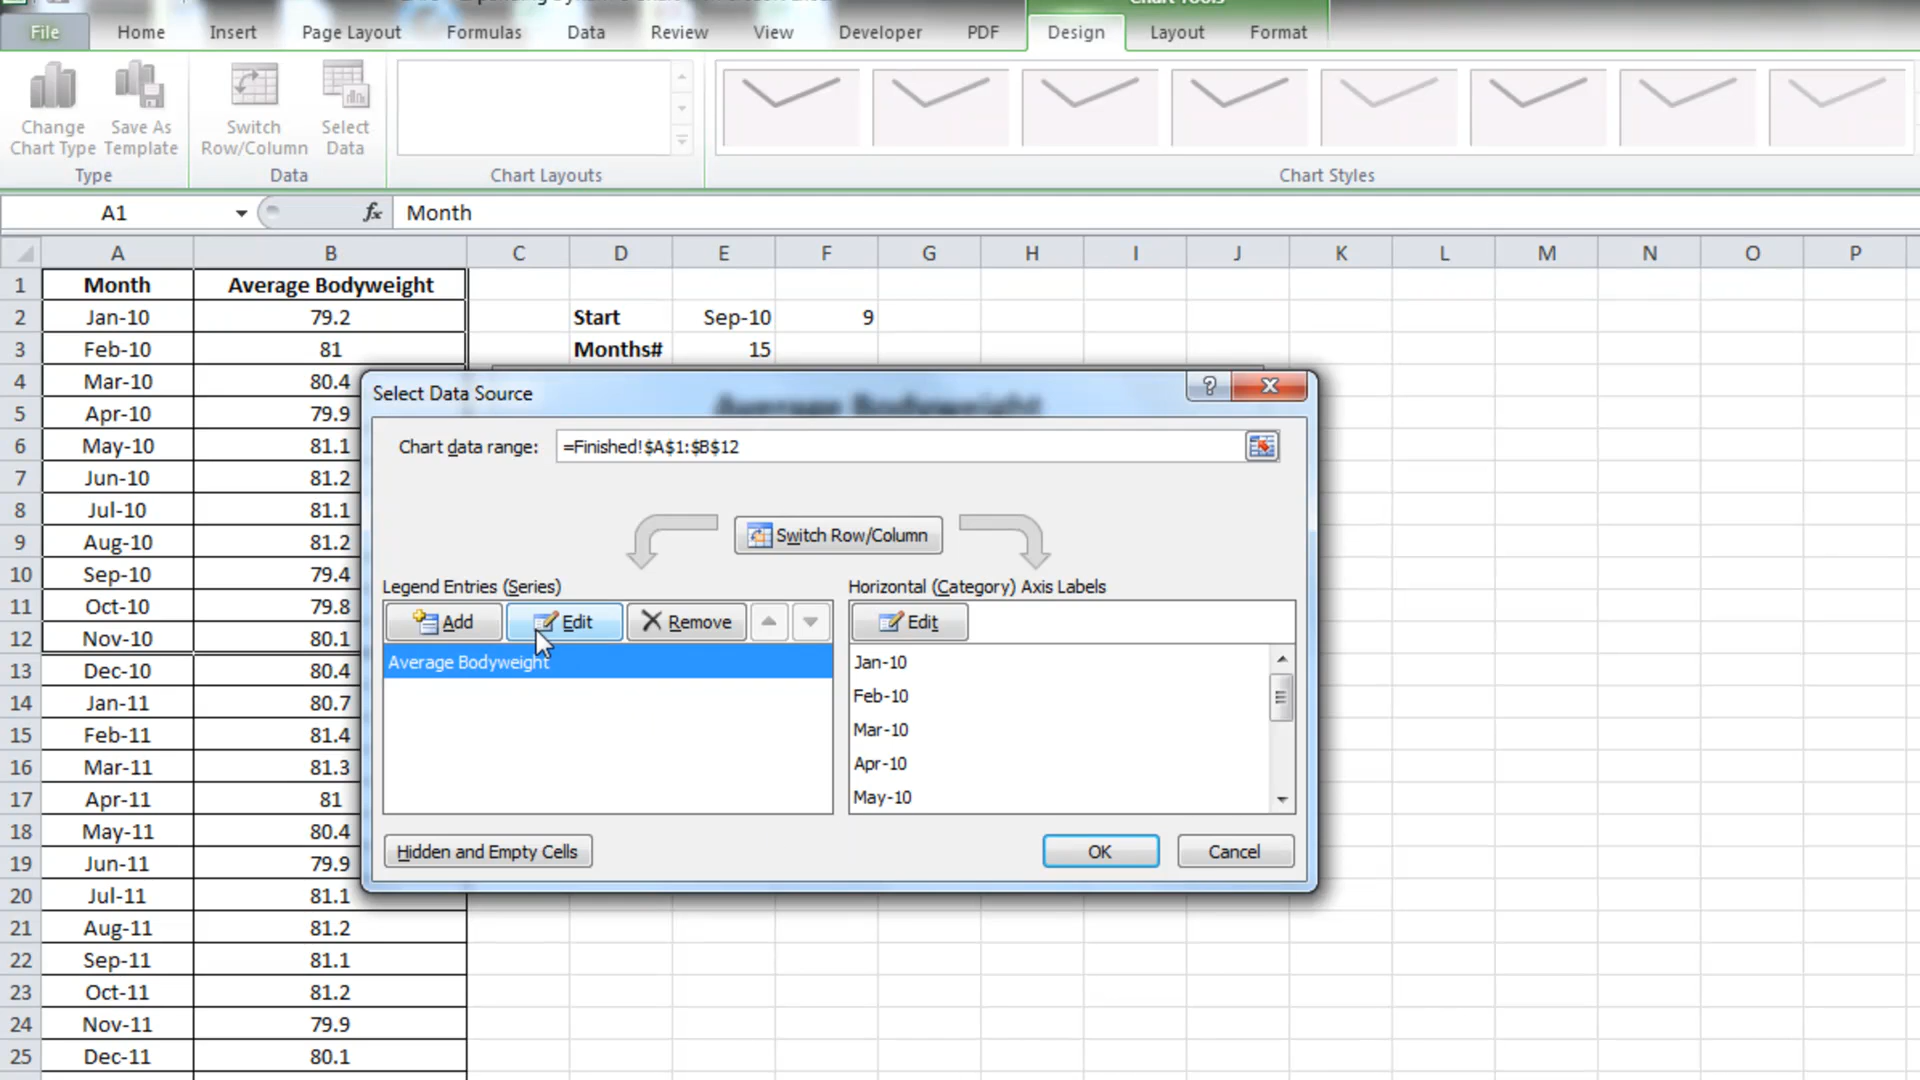 File Home Insert Page Layout Formulas Data Review View Developer PDF Design Layout Format
Change Chart Type
Save As Template
Switch Row/Column
Select Data
Type Data Chart Layouts Chart Styles
A1 fx Month
A B C D E F G H I J K L M N O P
1 Month Average Bodyweight
2 Jan-10 79.2 Start Sep-10 9
3 Feb-10 81 Months# 15
4 Mar-10 80.4
5 Apr-10 79.9
6 May-10 81.1
7 Jun-10 81.2
8 Jul-10 81.1
9 Aug-10 81.2
10 Sep-10 79.4
11 Oct-10 79.8
12 Nov-10 80.1
13 Dec-10 80.4
14 Jan-11 80.7
15 Feb-11 81.4
16 Mar-11 81.3
17 Apr-11 81
18 May-11 80.4
19 Jun-11 79.9
20 Jul-11 81.1
21 Aug-11 81.2
22 Sep-11 81.1
23 Oct-11 81.2
24 Nov-11 79.9
25 Dec-11 80.1
Select Data Source
Average Bodyweight
Chart data range: =Finished!$A$1:$B$12
Switch Row/Column
Legend Entries (Series)
Add Edit Remove
Average Bodyweight
Horizontal (Category) Axis Labels
Edit
Jan-10
Feb-10
Mar-10
Apr-10
May-10
Hidden and Empty Cells
OK Cancel